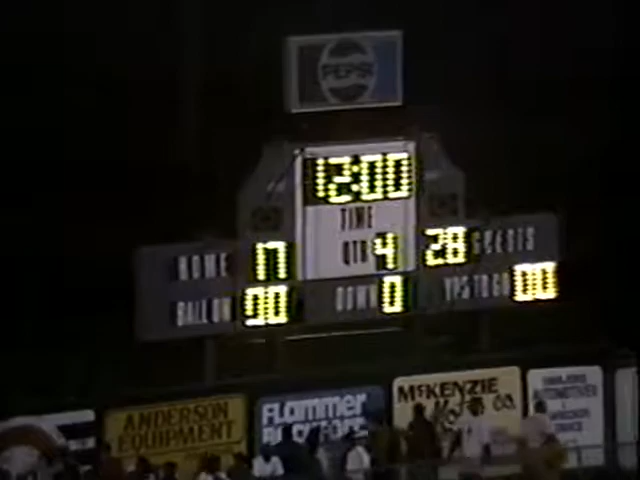 PEPSI
12:00
TIME
HOME 17 QTR 4 28 GUESTS
BALL ON 00 DOWN 0 YDS TO GO 00
ANDERSON
EQUIPMENT
FLAMMER
MCKENZIE